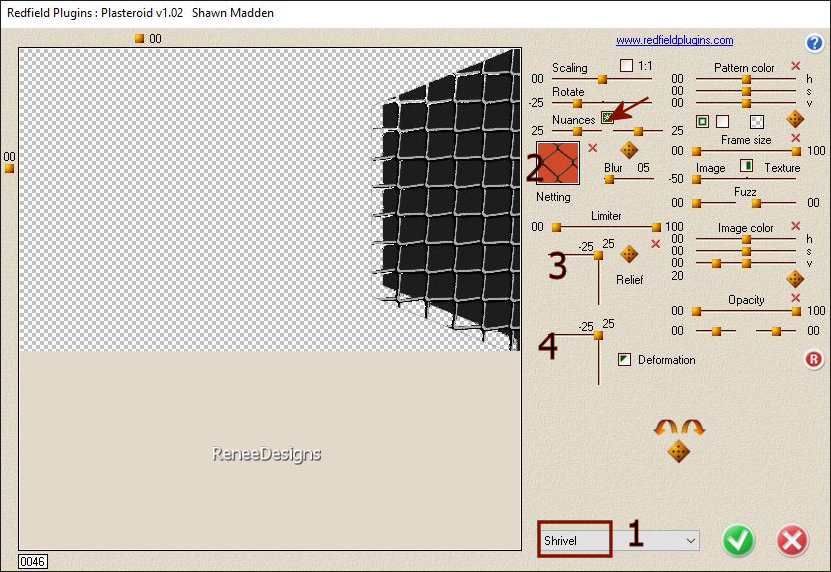 Redfield Plugins : Plasteroid v1.02 Shawn Madden
00
www.redfieldplugins.com
?
Scaling 1:1 Pattern color
00 00 h
Rotate 00 s
-25 00 v
Nuances
25 25
Frame size
00 100
2
Blur 05 Image Texture
-50
Netting Fuzz
00 00
00
Limiter
00 100
Image color
00 h
00 s
00 v
20
3
-25 25
Relief
Opacity
00 100
00 00
4
-25 25
Deformation
R
ReneeDesigns
Shrivel 1
0046